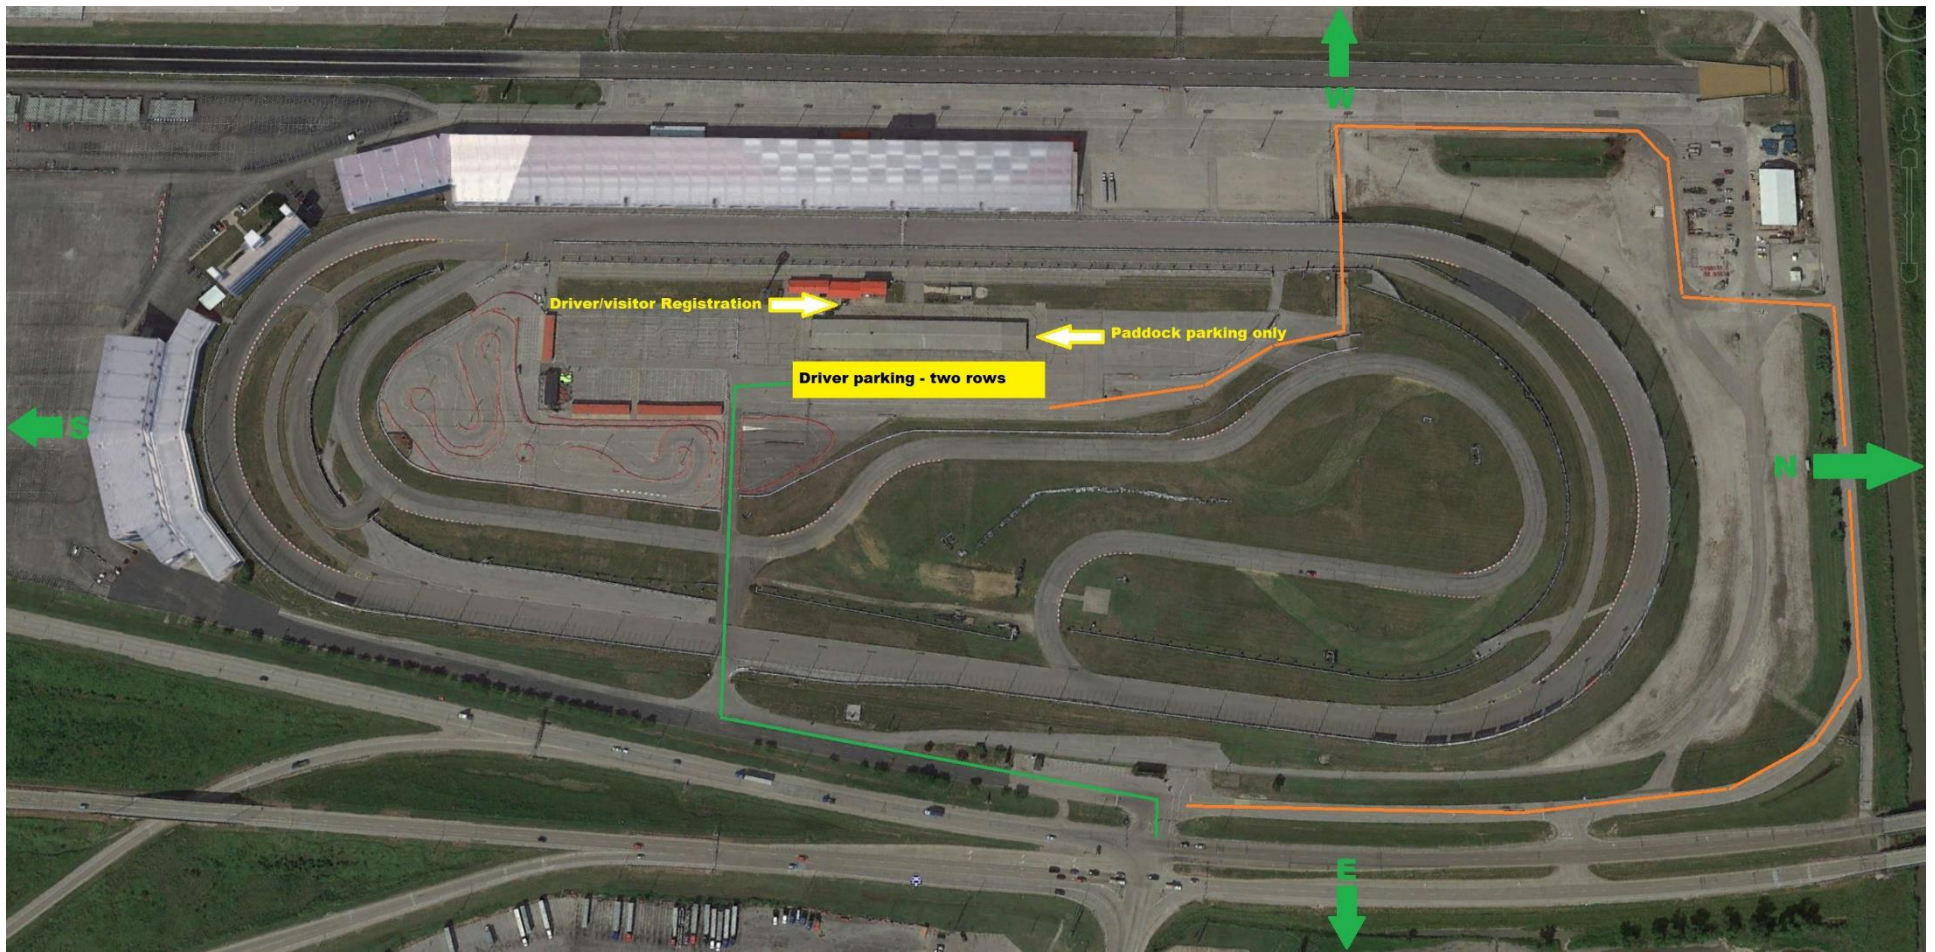 W
Driver/visitor Registration
Paddock parking only
Driver parking - two rows
S
N
E